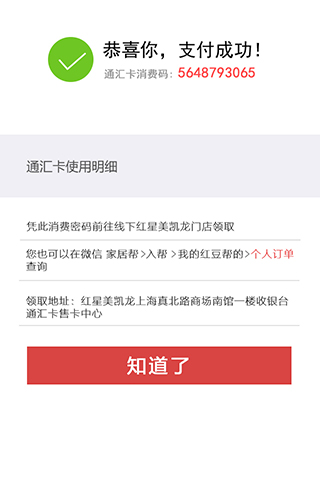 恭喜你，支付成功！
通汇卡消费码：5648793065
通汇卡使用明细
凭此消费密码前往线下红星美凯龙门店领取
您也可以在微信 家居帮>入帮 >我的红豆帮的>个人订单
查询
领取地址：红星美凯龙上海真北路商场南馆一楼收银台
通汇卡售卡中心
知道了